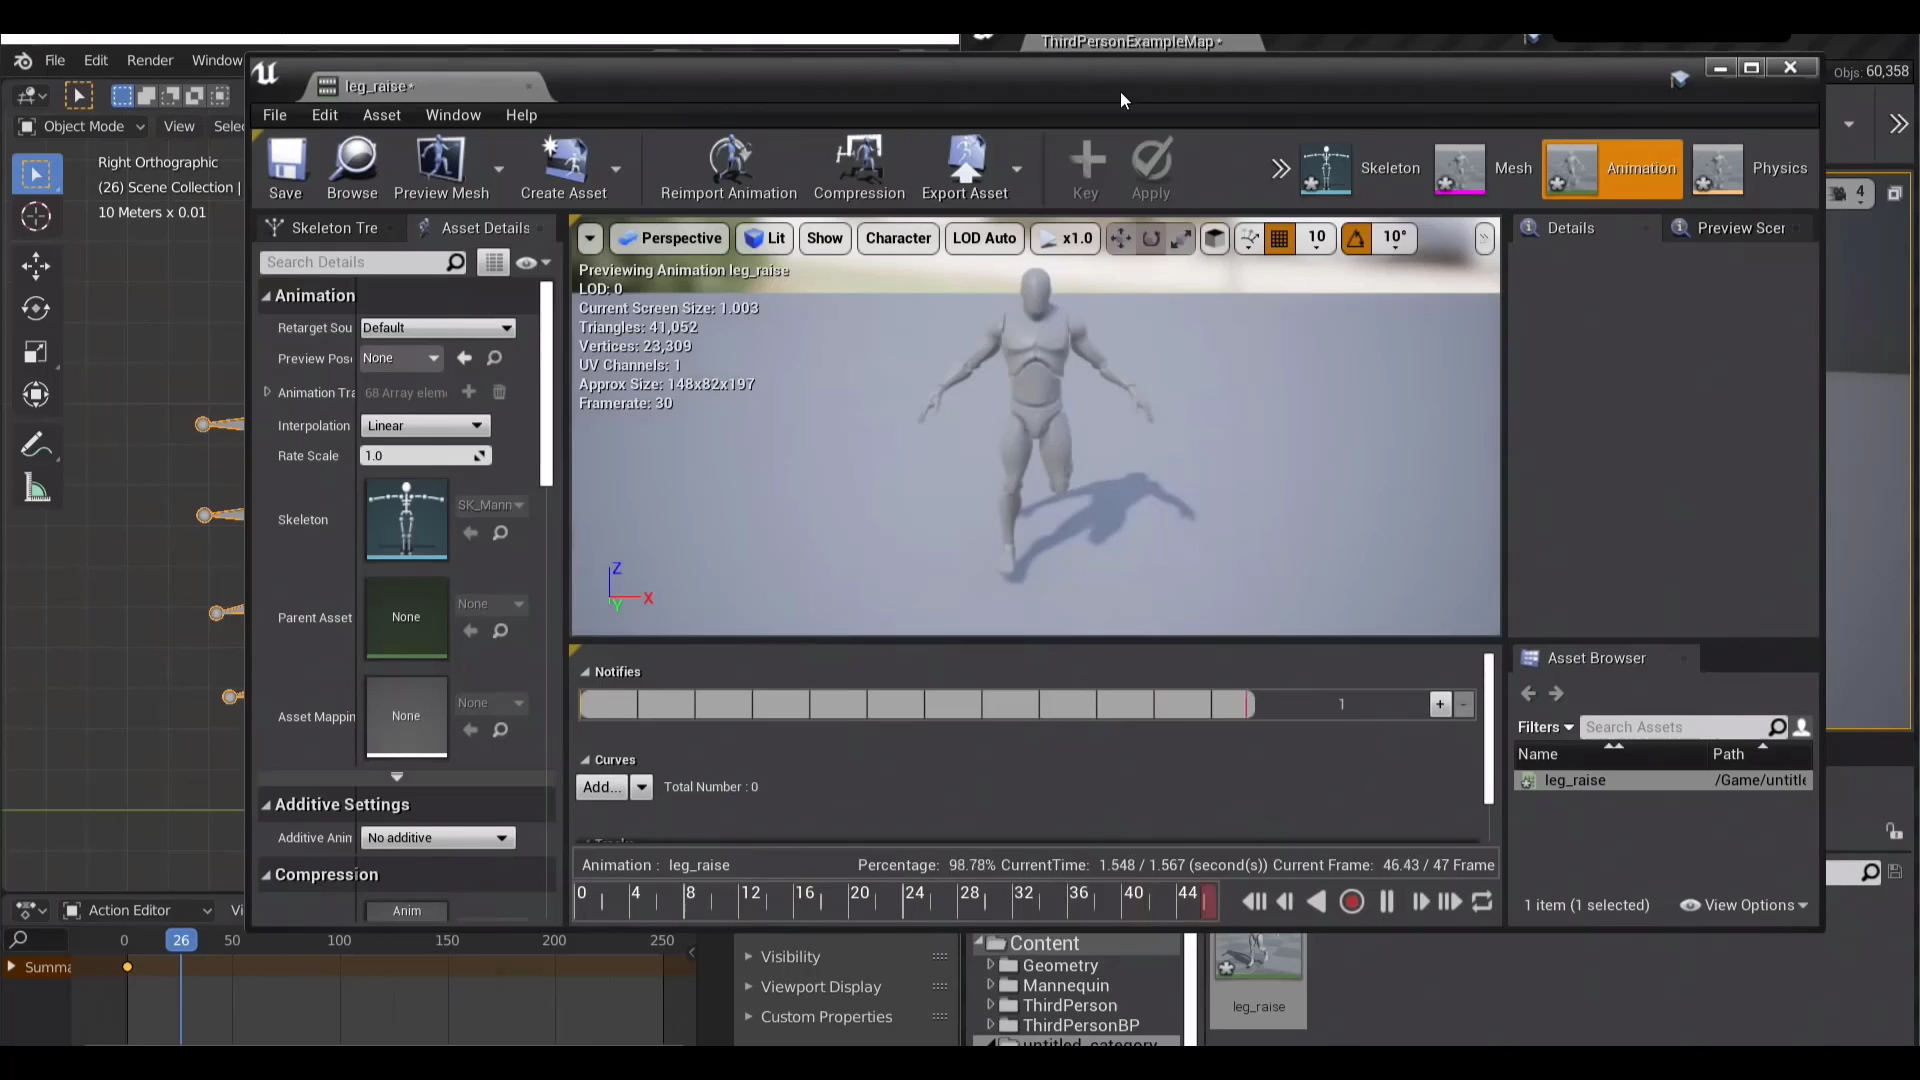 ThirdPersonExampleMap*
File Edit Render Window
leg_raise*
Objs: 60,358
File Edit Asset Window Help
Object Mode View Selec
Save Browse Preview Mesh Create Asset Reimport Animation Compression Export Asset Key Apply Skeleton Mesh Animation Physics
4
Right Orthographic
(26) Scene Collection |
10 Meters x 0.01
Skeleton Tre Asset Details
Perspective Lit Show Character LOD Auto x1.0 10 10°
Details Preview Scer
Search Details
Previewing Animation leg_raise
LOD: 0
Current Screen Size: 1.003
Triangles: 41,052
Vertices: 23,309
UV Channels: 1
Approx Size: 148x82x197
Framerate: 30
Animation
Retarget Sou Default
Preview Pos None
Animation Tra 68 Array elem
Interpolation Linear
Rate Scale 1.0
Skeleton SK_Mann
Parent Asset None None
Asset Mappin None None
Z
X
Y
Notifies
1
Curves
Add... Total Number : 0
Asset Browser
Filters Search Assets
Name Path
leg_raise /Game/untitle
Additive Settings
Additive Anin No additive
Compression
Anim
Animation : leg_raise Percentage: 98.78% CurrentTime: 1.548 / 1.567 (second(s)) Current Frame: 46.43 / 47 Frame
0 4 8 12 16 20 24 28 32 36 40 44
1 item (1 selected) View Options
Action Editor Vi
0 26 50 100 150 200 250
Summa
Visibility
Viewport Display
Custom Properties
Content
Geometry
Mannequin
ThirdPerson
ThirdPersonBP
untitled_category
leg_raise